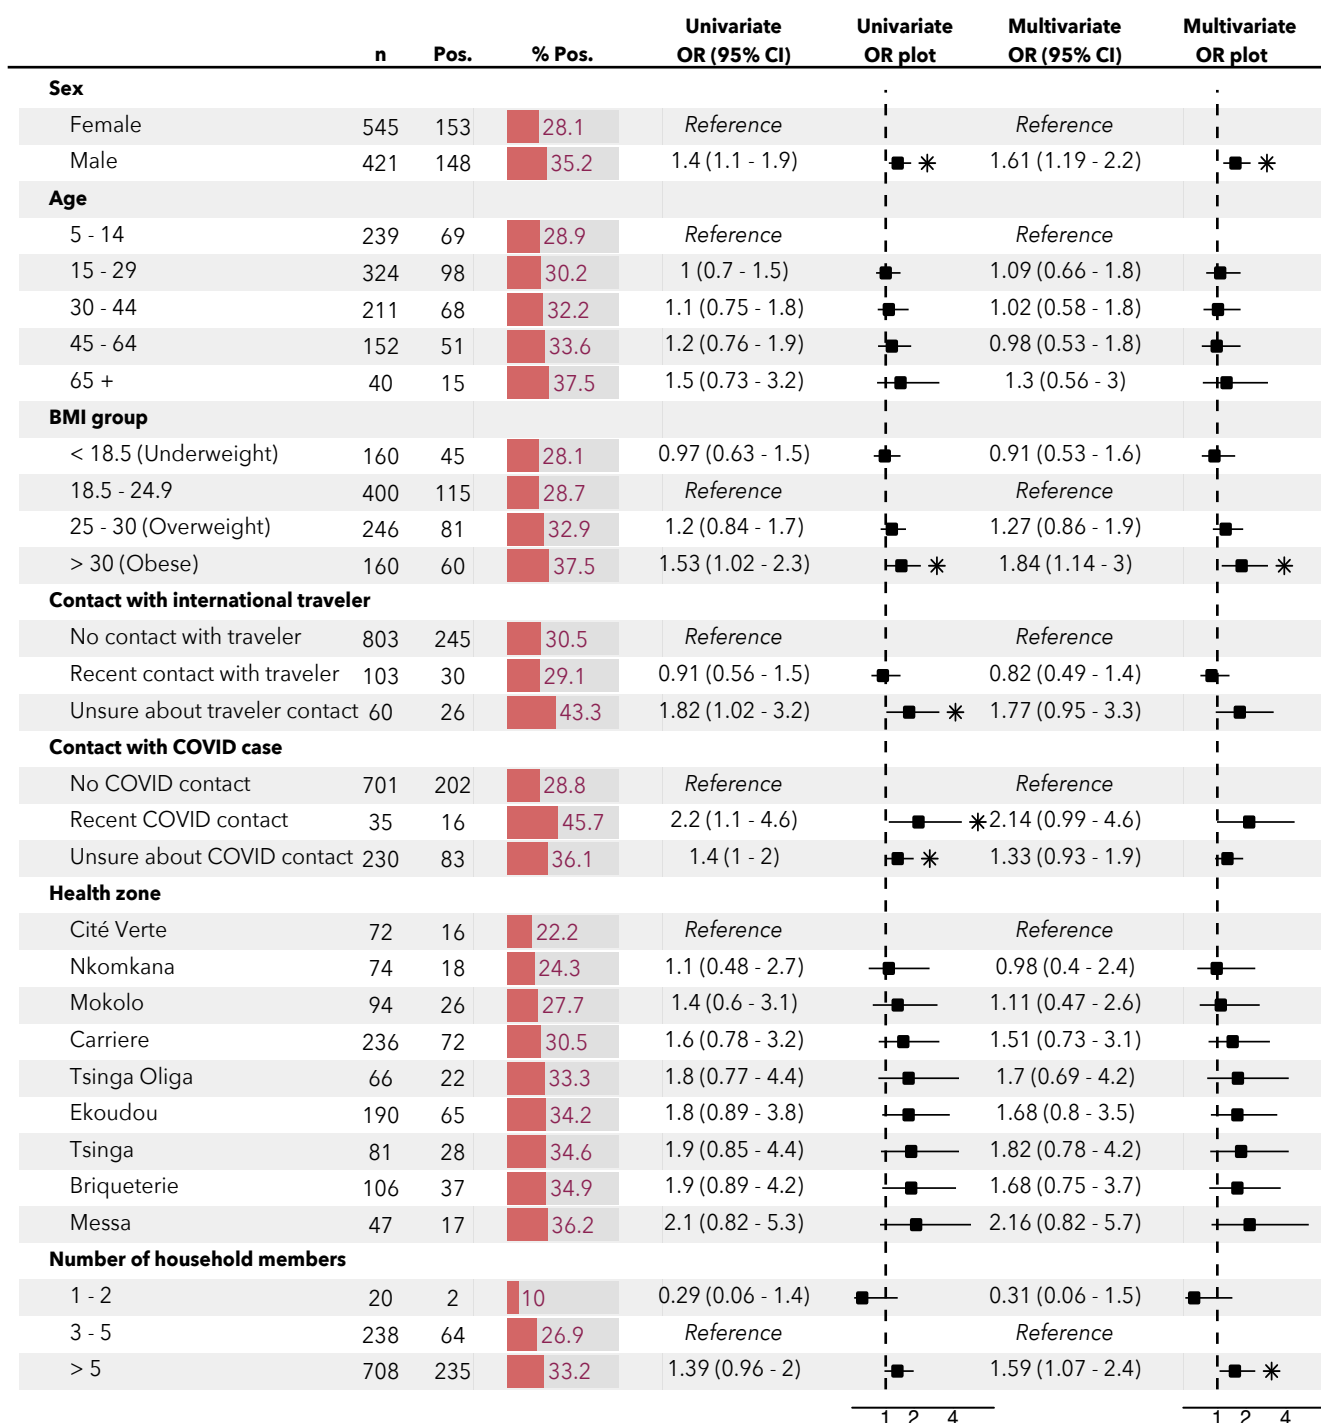 Univariate Univariate Multivariate Multivariate
n Pos. % Pos. OR (95% CI) OR plot OR (95% CI) OR plot
Sex
Female 545 153 28.1 Reference Reference
Male 421 148 35.2 1.4 (1.1 - 1.9) 1.61 (1.19 - 2.2)
Age
5 - 14 239 69 28.9 Reference Reference
15 - 29 324 98 30.2 1 (0.7 - 1.5) 1.09 (0.66 - 1.8)
30 - 44 211 68 32.2 1.1 (0.75 - 1.8) 1.02 (0.58 - 1.8)
45 - 64 152 51 33.6 1.2 (0.76 - 1.9) 0.98 (0.53 - 1.8)
65 + 40 15 37.5 1.5 (0.73 - 3.2) 1.3 (0.56 - 3)
BMI group
< 18.5 (Underweight) 160 45 28.1 0.97 (0.63 - 1.5) 0.91 (0.53 - 1.6)
18.5 - 24.9 400 115 28.7 Reference Reference
25 - 30 (Overweight) 246 81 32.9 1.2 (0.84 - 1.7) 1.27 (0.86 - 1.9)
> 30 (Obese) 160 60 37.5 1.53 (1.02 - 2.3) 1.84 (1.14 - 3)
Contact with international traveler
No contact with traveler 803 245 30.5 Reference Reference
Recent contact with traveler 103 30 29.1 0.91 (0.56 - 1.5) 0.82 (0.49 - 1.4)
Unsure about traveler contact 60 26 43.3 1.82 (1.02 - 3.2) 1.77 (0.95 - 3.3)
Contact with COVID case
No COVID contact 701 202 28.8 Reference Reference
Recent COVID contact 35 16 45.7 2.2 (1.1 - 4.6) 2.14 (0.99 - 4.6)
Unsure about COVID contact 230 83 36.1 1.4 (1 - 2) 1.33 (0.93 - 1.9)
Health zone
Cité Verte 72 16 22.2 Reference Reference
Nkomkana 74 18 24.3 1.1 (0.48 - 2.7) 0.98 (0.4 - 2.4)
Mokolo 94 26 27.7 1.4 (0.6 - 3.1) 1.11 (0.47 - 2.6)
Carriere 236 72 30.5 1.6 (0.78 - 3.2) 1.51 (0.73 - 3.1)
Tsinga Oliga 66 22 33.3 1.8 (0.77 - 4.4) 1.7 (0.69 - 4.2)
Ekoudou 190 65 34.2 1.8 (0.89 - 3.8) 1.68 (0.8 - 3.5)
Tsinga 81 28 34.6 1.9 (0.85 - 4.4) 1.82 (0.78 - 4.2)
Briqueterie 106 37 34.9 1.9 (0.89 - 4.2) 1.68 (0.75 - 3.7)
Messa 47 17 36.2 2.1 (0.82 - 5.3) 2.16 (0.82 - 5.7)
Number of household members
1 - 2 20 2 10 0.29 (0.06 - 1.4) 0.31 (0.06 - 1.5)
3 - 5 238 64 26.9 Reference Reference
> 5 708 235 33.2 1.39 (0.96 - 2) 1.59 (1.07 - 2.4)
1 2 4 1 2 4